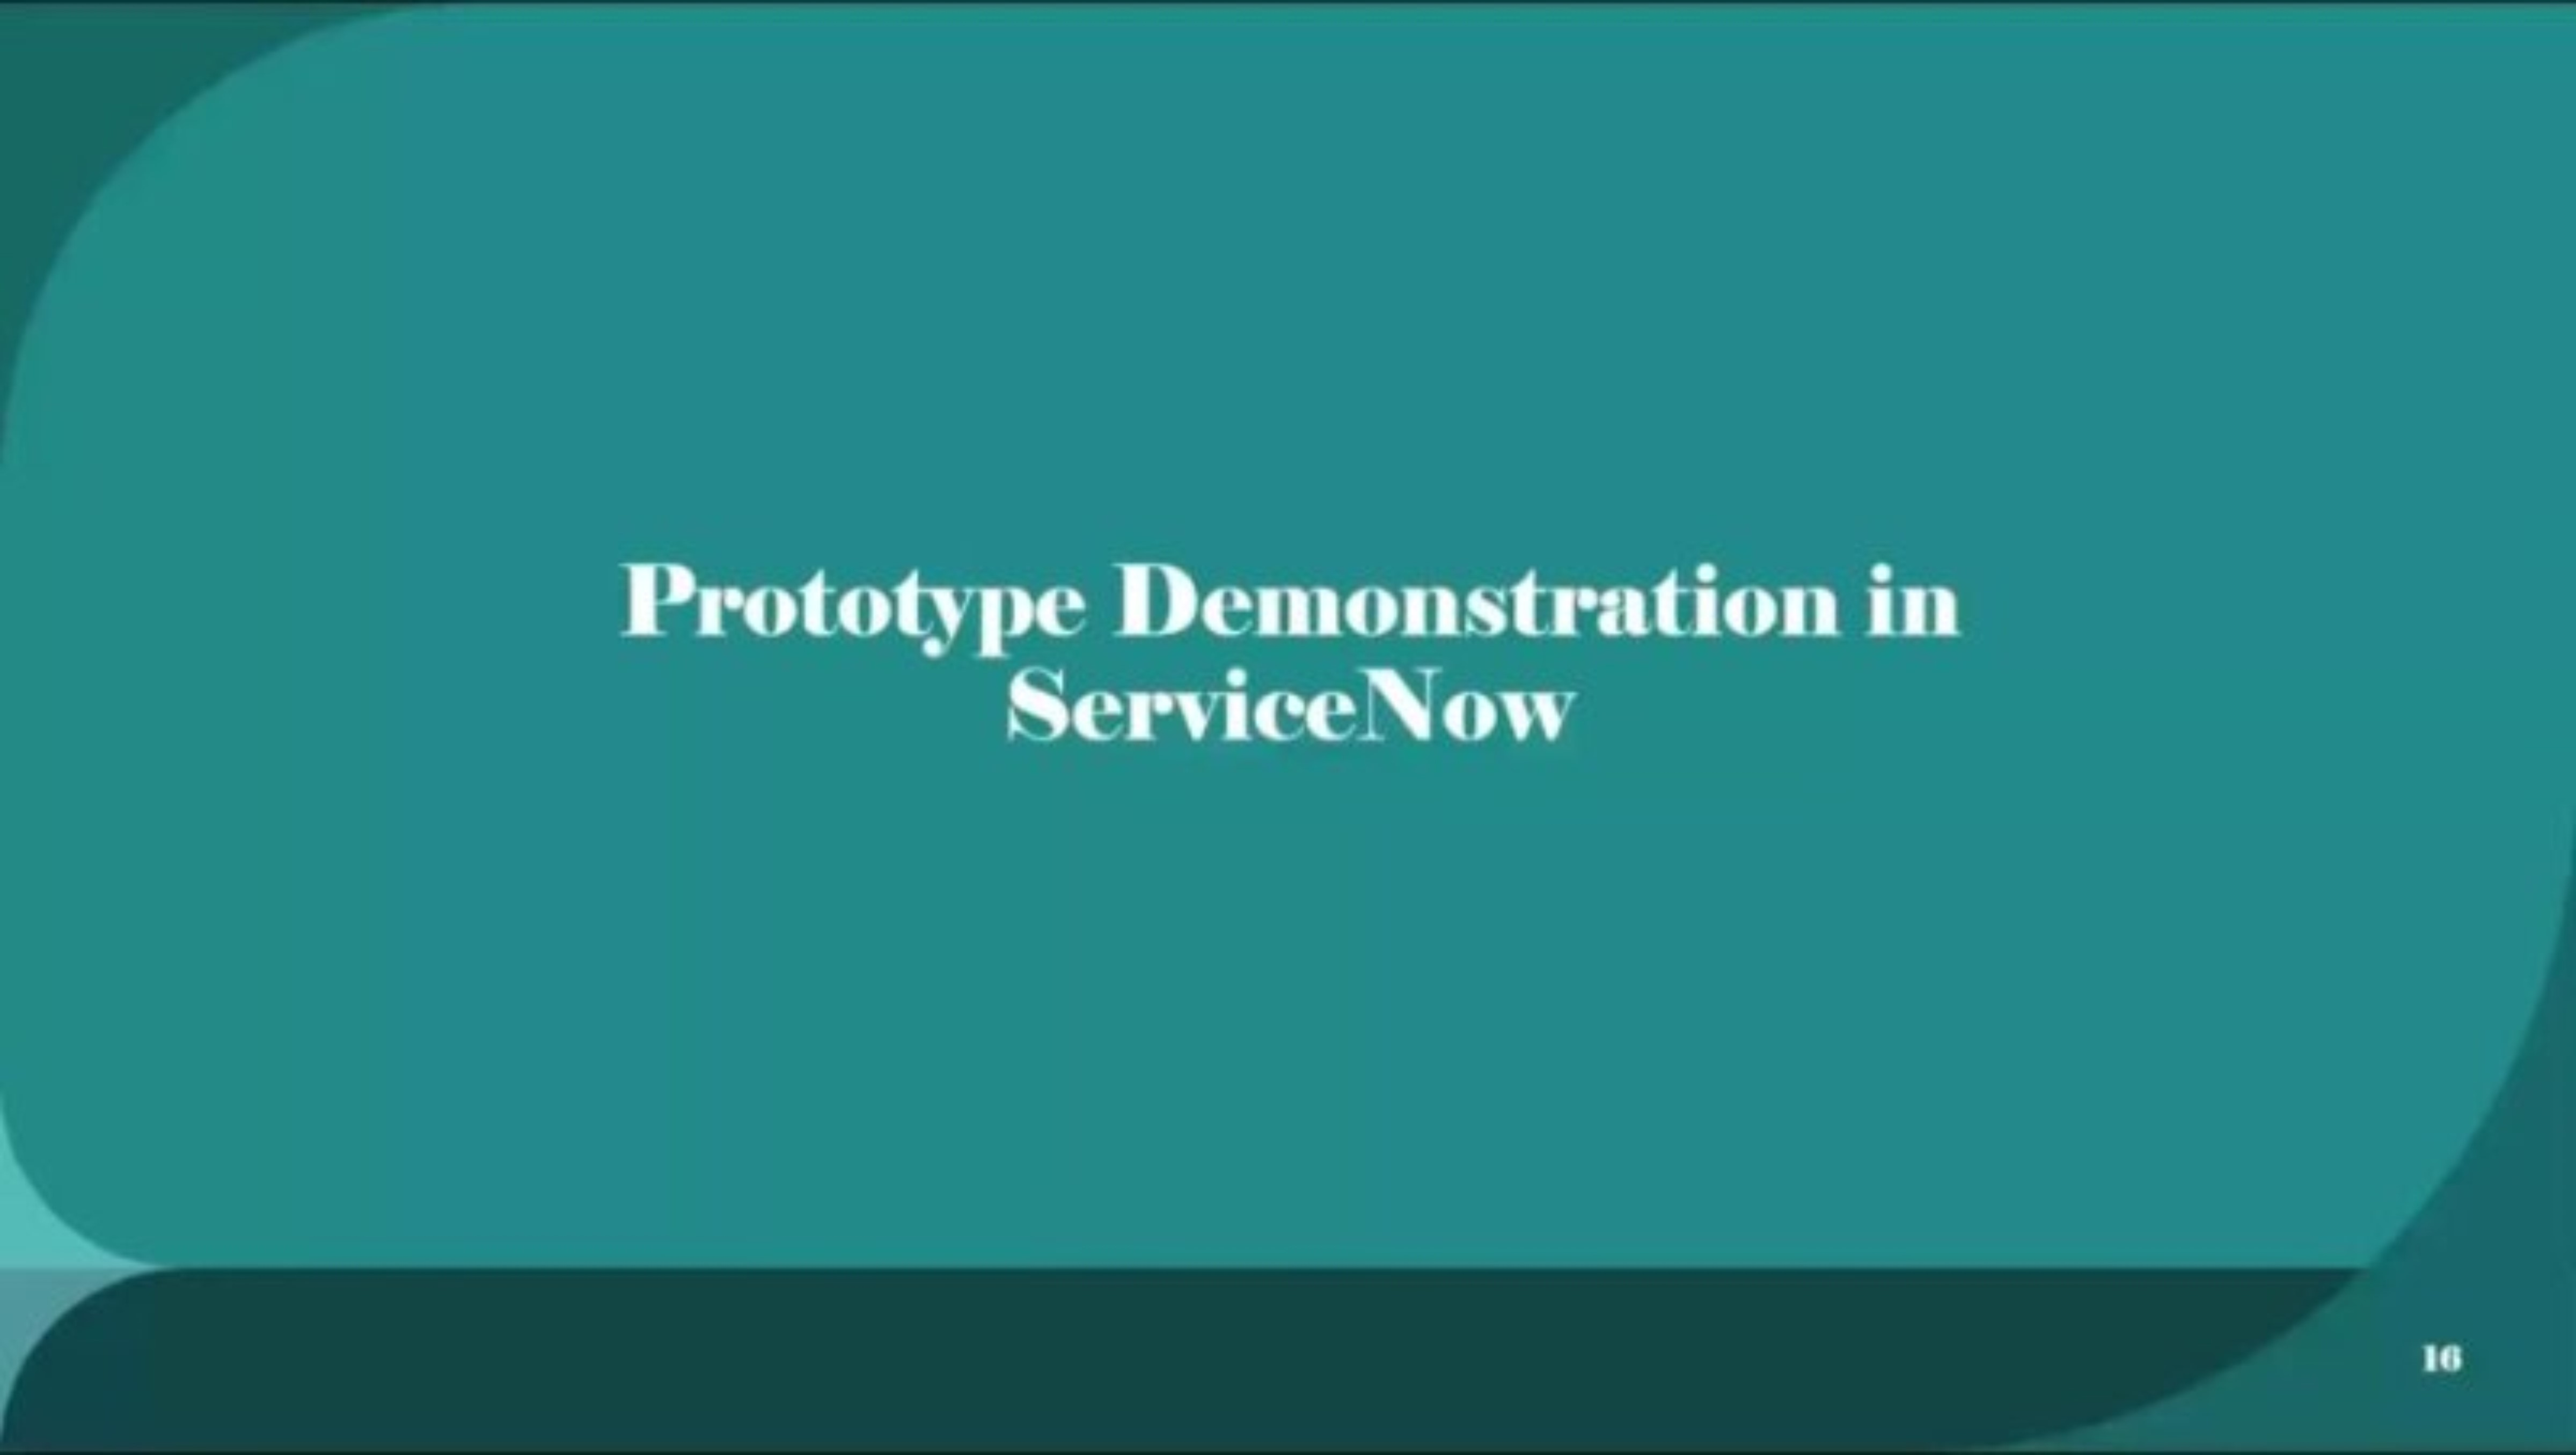 Prototype Demonstration in
ServiceNow
16